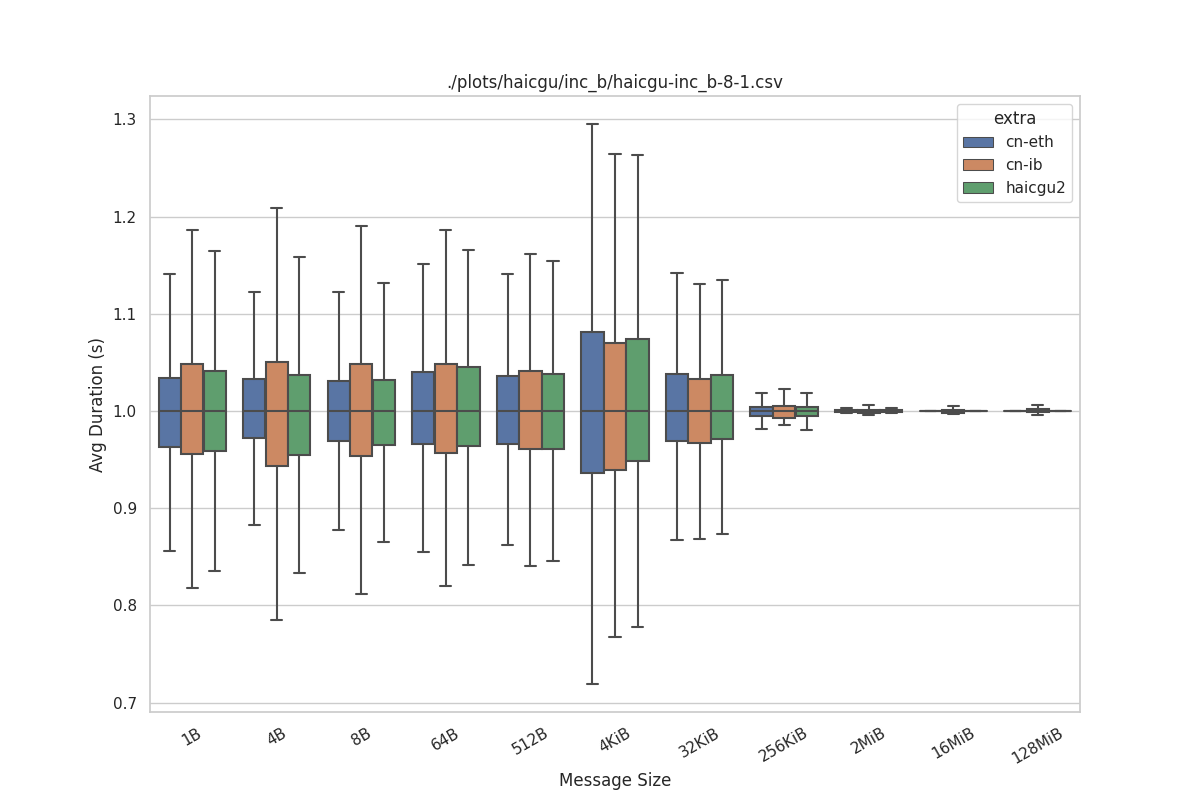 ./plots/haicgu/inc_b/haicgu-inc_b-8-1.csv
extra
cn-eth
cn-ib
haicgu2
Avg Duration (s)
1.3
1.2
1.1
1.0
0.9
0.8
0.7
1B 4B 8B 64B 512B 4KiB 32KiB 256KiB 2MiB 16MiB 128MiB
Message Size